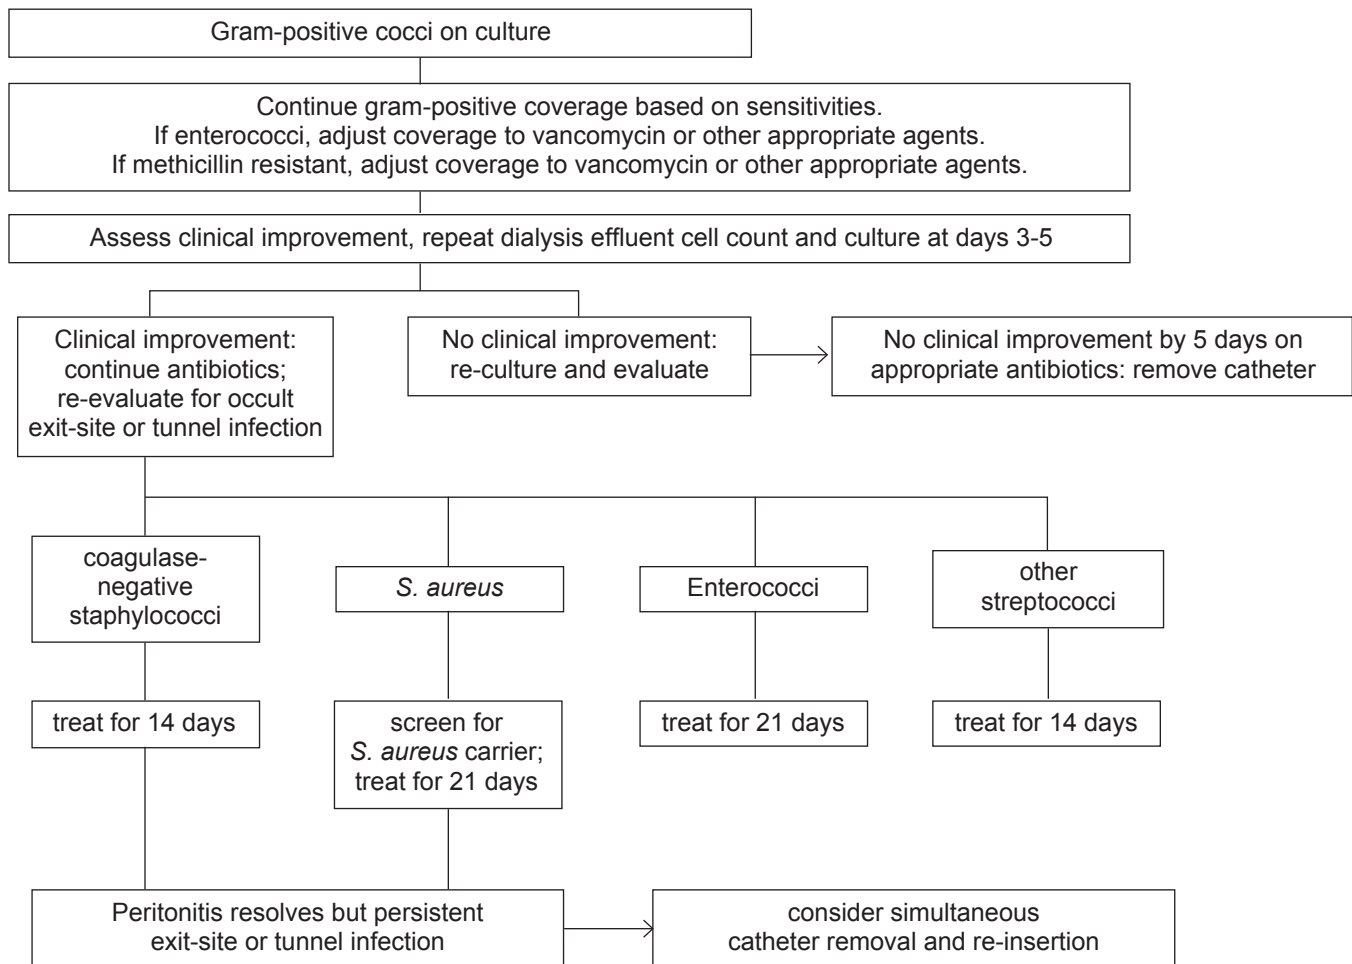 Gram-positive cocci on culture
Continue gram-positive coverage based on sensitivities.
If enterococci, adjust coverage to vancomycin or other appropriate agents.
If methicillin resistant, adjust coverage to vancomycin or other appropriate agents.
Assess clinical improvement, repeat dialysis effluent cell count and culture at days 3-5
Clinical improvement:
continue antibiotics;
re-evaluate for occult
exit-site or tunnel infection
No clinical improvement:
re-culture and evaluate
No clinical improvement by 5 days on
appropriate antibiotics: remove catheter
coagulase-
negative
staphylococci
S. aureus
Enterococci
other
streptococci
treat for 14 days
screen for
S. aureus carrier;
treat for 21 days
treat for 21 days
treat for 14 days
Peritonitis resolves but persistent
exit-site or tunnel infection
consider simultaneous
catheter removal and re-insertion